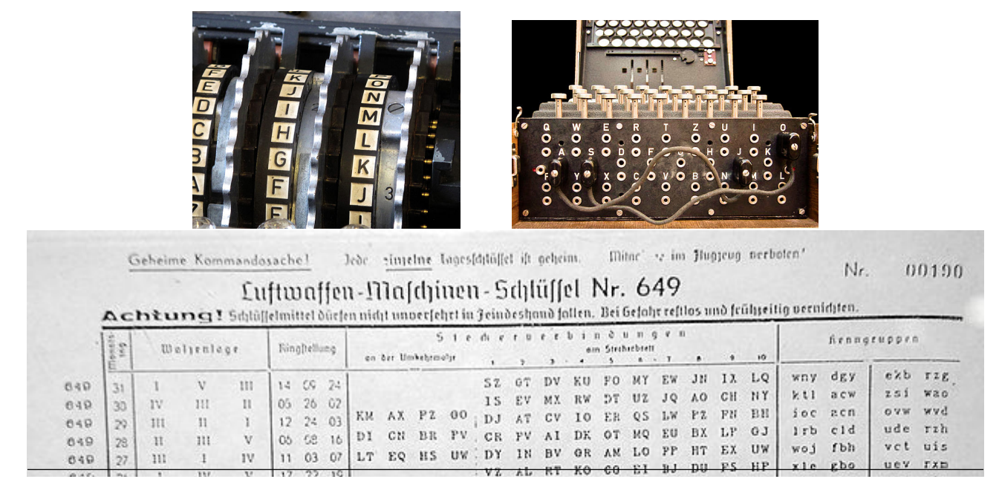 F E D C B A
K J I H G F E
O N M L K J I
3
Q W E R T Z U I O
A S D F H J K
P Y X C V B N M L
Geheime Kommandosache! Jede einzelne Tagesschlüssel ist geheim. im Flugzeug verboten!
Nr. 00190
Luftwaffen-Maschinen-Schlüssel Nr. 649
Achtung! Schlüsselmittel dürfen nicht unversehrt in Feindeshand fallen. Bei Gefahr restlos und frühzeitig vernichten.
Monats-tag Walzenlage Ringstellung Steckerverbindungen Kenngruppen
an der Umkehrwalze am Steckerbrett
1 2 3 4 5 6 7 8 9 10
649 31 I V III 14 09 24 SZ GT DV KU FO MY EW JN IX LQ wny dgy ekb rzg
649 30 IV III II 05 26 02 IS EV MX RW DT UZ JQ AO CH NY ktl acw zsi wao
649 29 III II I 12 24 03 KM AX PZ GO DJ AT CV IO ER QS LW PZ FN BH ioc acn ovw wvd
649 28 II III V 06 08 16 DI CN BR PV CR FV AI DK OT MQ EU BX LP GJ lrb cld ude rzh
649 27 III I IV 11 03 07 LT EQ HS UW DY IN BV GR AM LO PP HT EX UW woj fbh vct uis
649 IV V 17 22 19 VZ AL RT KO CG EI BJ DU FS HP xle gbo uev rxm